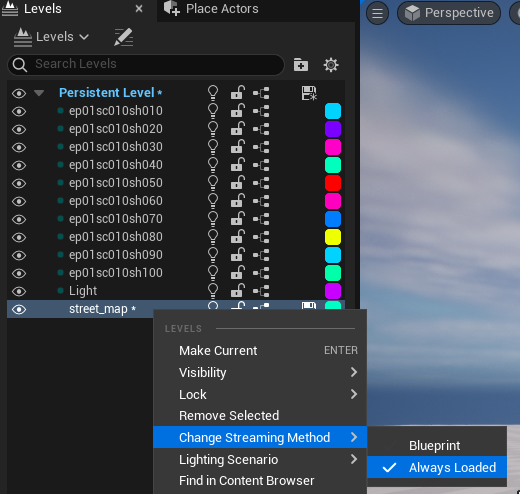 Levels
Place Actors
Levels
Perspective
Search Levels
Persistent Level *
ep01sc010sh010
ep01sc010sh020
ep01sc010sh030
ep01sc010sh040
ep01sc010sh050
ep01sc010sh060
ep01sc010sh070
ep01sc010sh080
ep01sc010sh090
ep01sc010sh100
Light
street_map *
LEVELS
Make Current ENTER
Visibility
Lock
Remove Selected
Change Streaming Method
Blueprint
Lighting Scenario
Always Loaded
Find in Content Browser